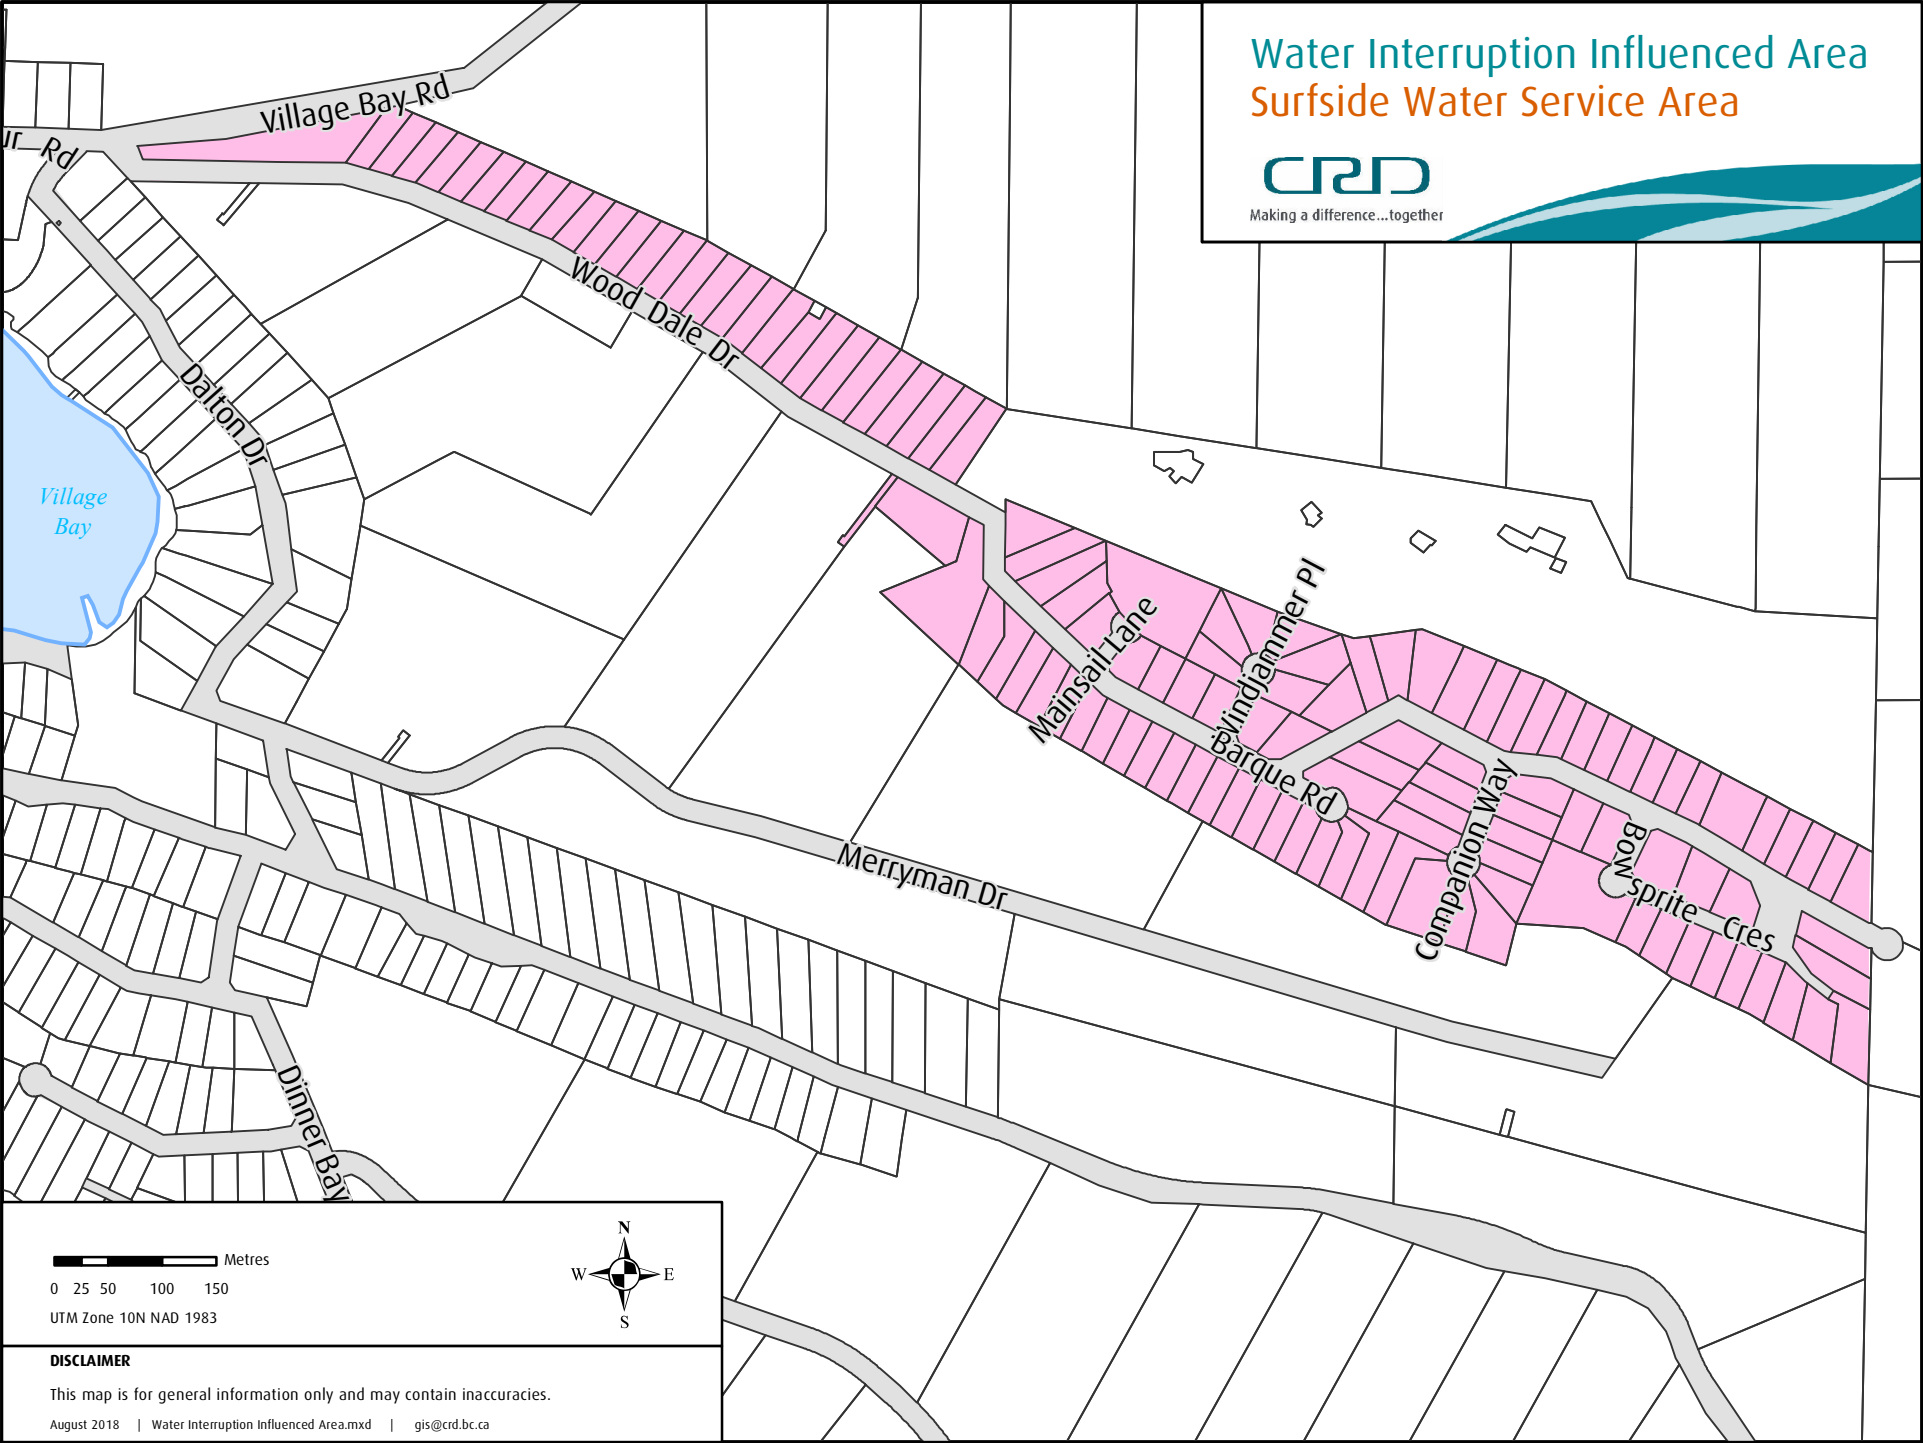 Water Interruption Influenced Area
Surfside Water Service Area
CRD
Making a difference...together
Village Bay Rd
ur Rd
Wood Dale Dr
Dalton Dr
Village
Bay
Mainsail Lane
Windjammer Pl
Barque Rd
Companion Way
Bowsprite Cres
Merryman Dr
Dinner Bay
Metres
0 25 50 100 150
UTM Zone 10N NAD 1983
N
W E
S
DISCLAIMER
This map is for general information only and may contain inaccuracies.
August 2018 | Water Interruption Influenced Area.mxd | gis@crd.bc.ca